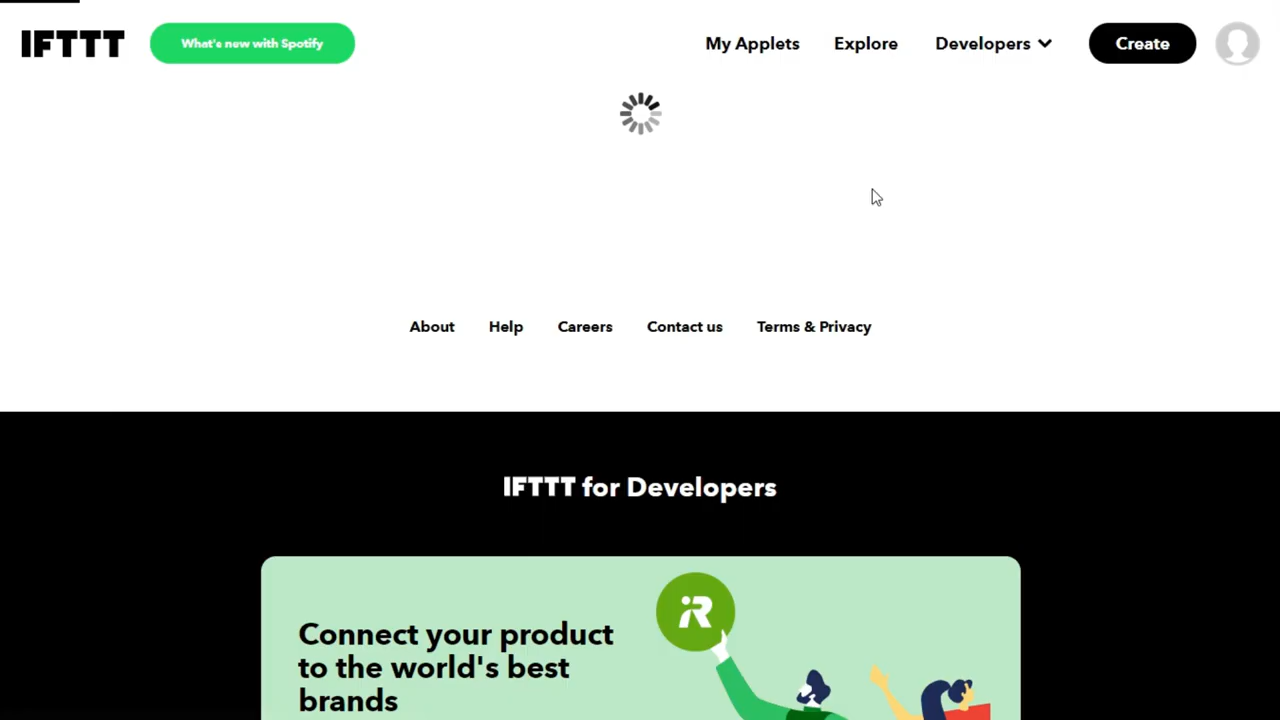 IFTTT What's new with Spotify My Applets Explore Developers Create
About Help Careers Contact us Terms & Privacy
IFTTT for Developers
Connect your product
to the world's best
brands
iR